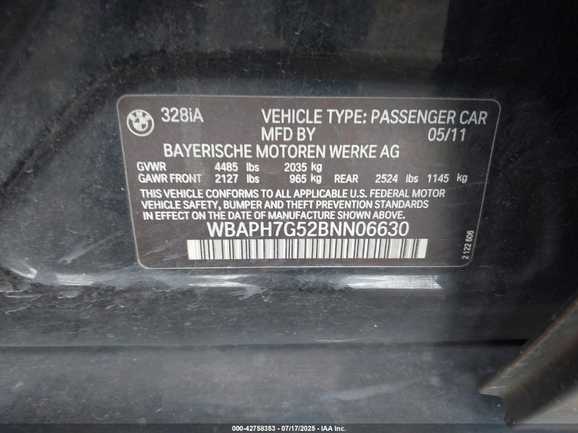 328iA VEHICLE TYPE: PASSENGER CAR
MFD BY 05/11
BAYERISCHE MOTOREN WERKE AG
GVWR 4485 lbs 2035 kg
GAWR FRONT 2127 lbs 965 kg REAR 2524 lbs 1145 kg
THIS VEHICLE CONFORMS TO ALL APPLICABLE U.S. FEDERAL MOTOR
VEHICLE SAFETY, BUMPER AND THEFT PREVENTION STANDARDS
IN EFFECT ON THE DATE OF MANUFACTURE SHOWN ABOVE.
WBAPH7G52BNN06630
2 122 606
000-42758353 | 07/17/2025 | IAA, Inc.